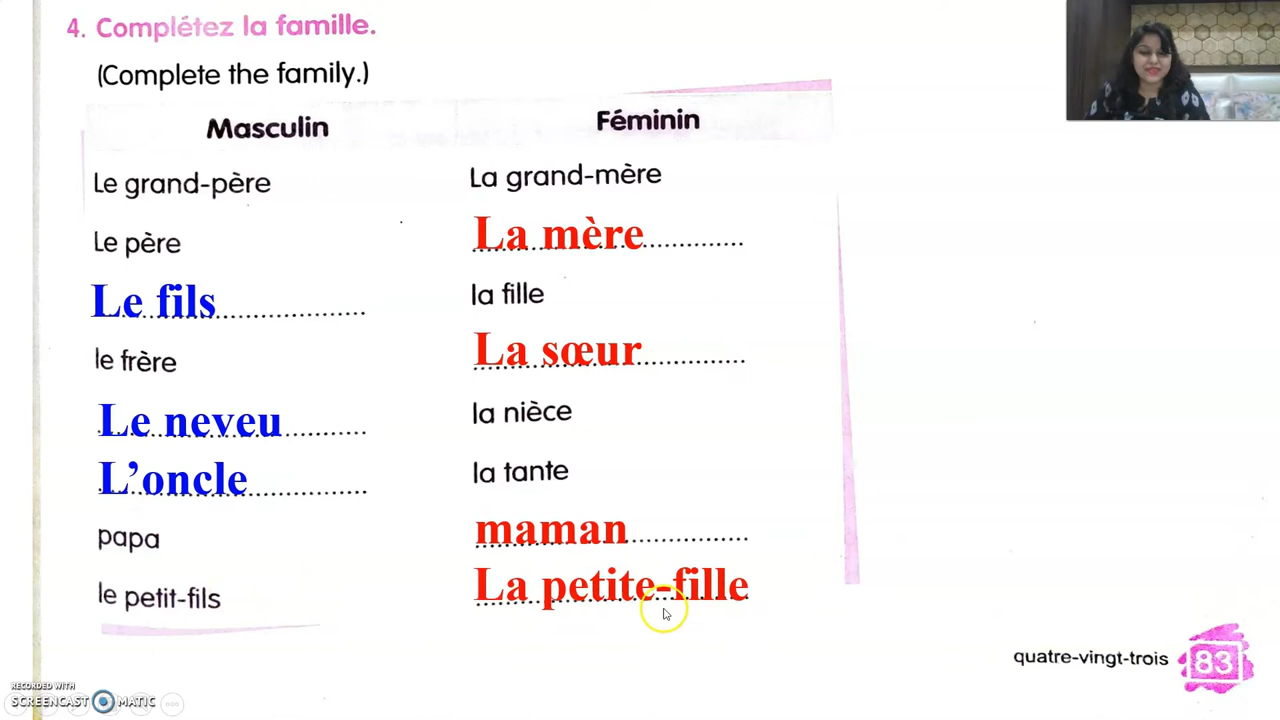 4. Complétez la famille.
(Complete the family.)
Masculin Féminin
Le grand-père La grand-mère
Le père La mère
Le fils la fille
le frère La sœur
Le neveu la nièce
L’oncle la tante
papa maman
le petit-fils La petite-fille
quatre-vingt-trois 83
RECORDED WITH
SCREENCAST MATIC